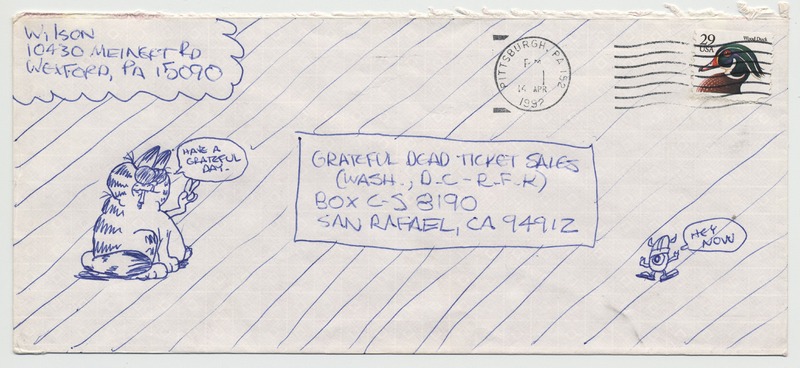 Wilson
10430 MEINERT RD
WEXFORD, PA 15090
PITTSBURGH, PA 152
PM
14 APR
1992
29
USA
Wood Duck
HAVE A
GRATEFUL
DAY.
GRATEFUL DEAD TICKET SALES
(WASH., D.C-R.F.K)
BOX C-S 8190
SAN RAFAEL, CA 94912
HEY
NOW